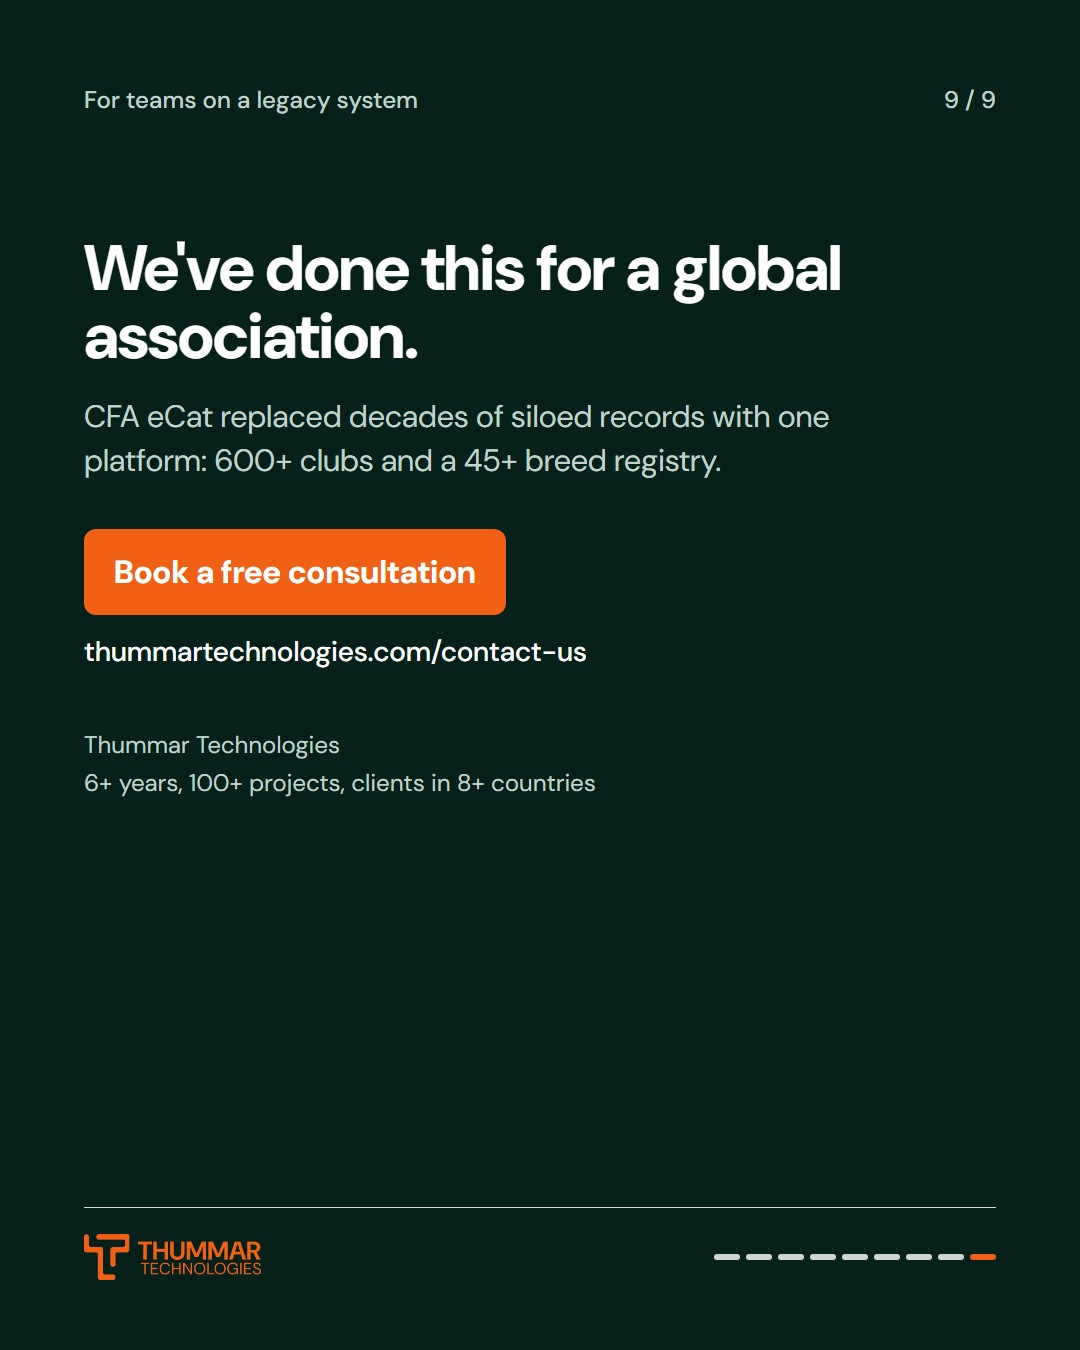 For teams on a legacy system
9 / 9
We've done this for a global
association.
CFA eCat replaced decades of siloed records with one
platform: 600+ clubs and a 45+ breed registry.
Book a free consultation
thummartechnologies.com/contact-us
Thummar Technologies
6+ years, 100+ projects, clients in 8+ countries
THUMMAR
TECHNOLOGIES